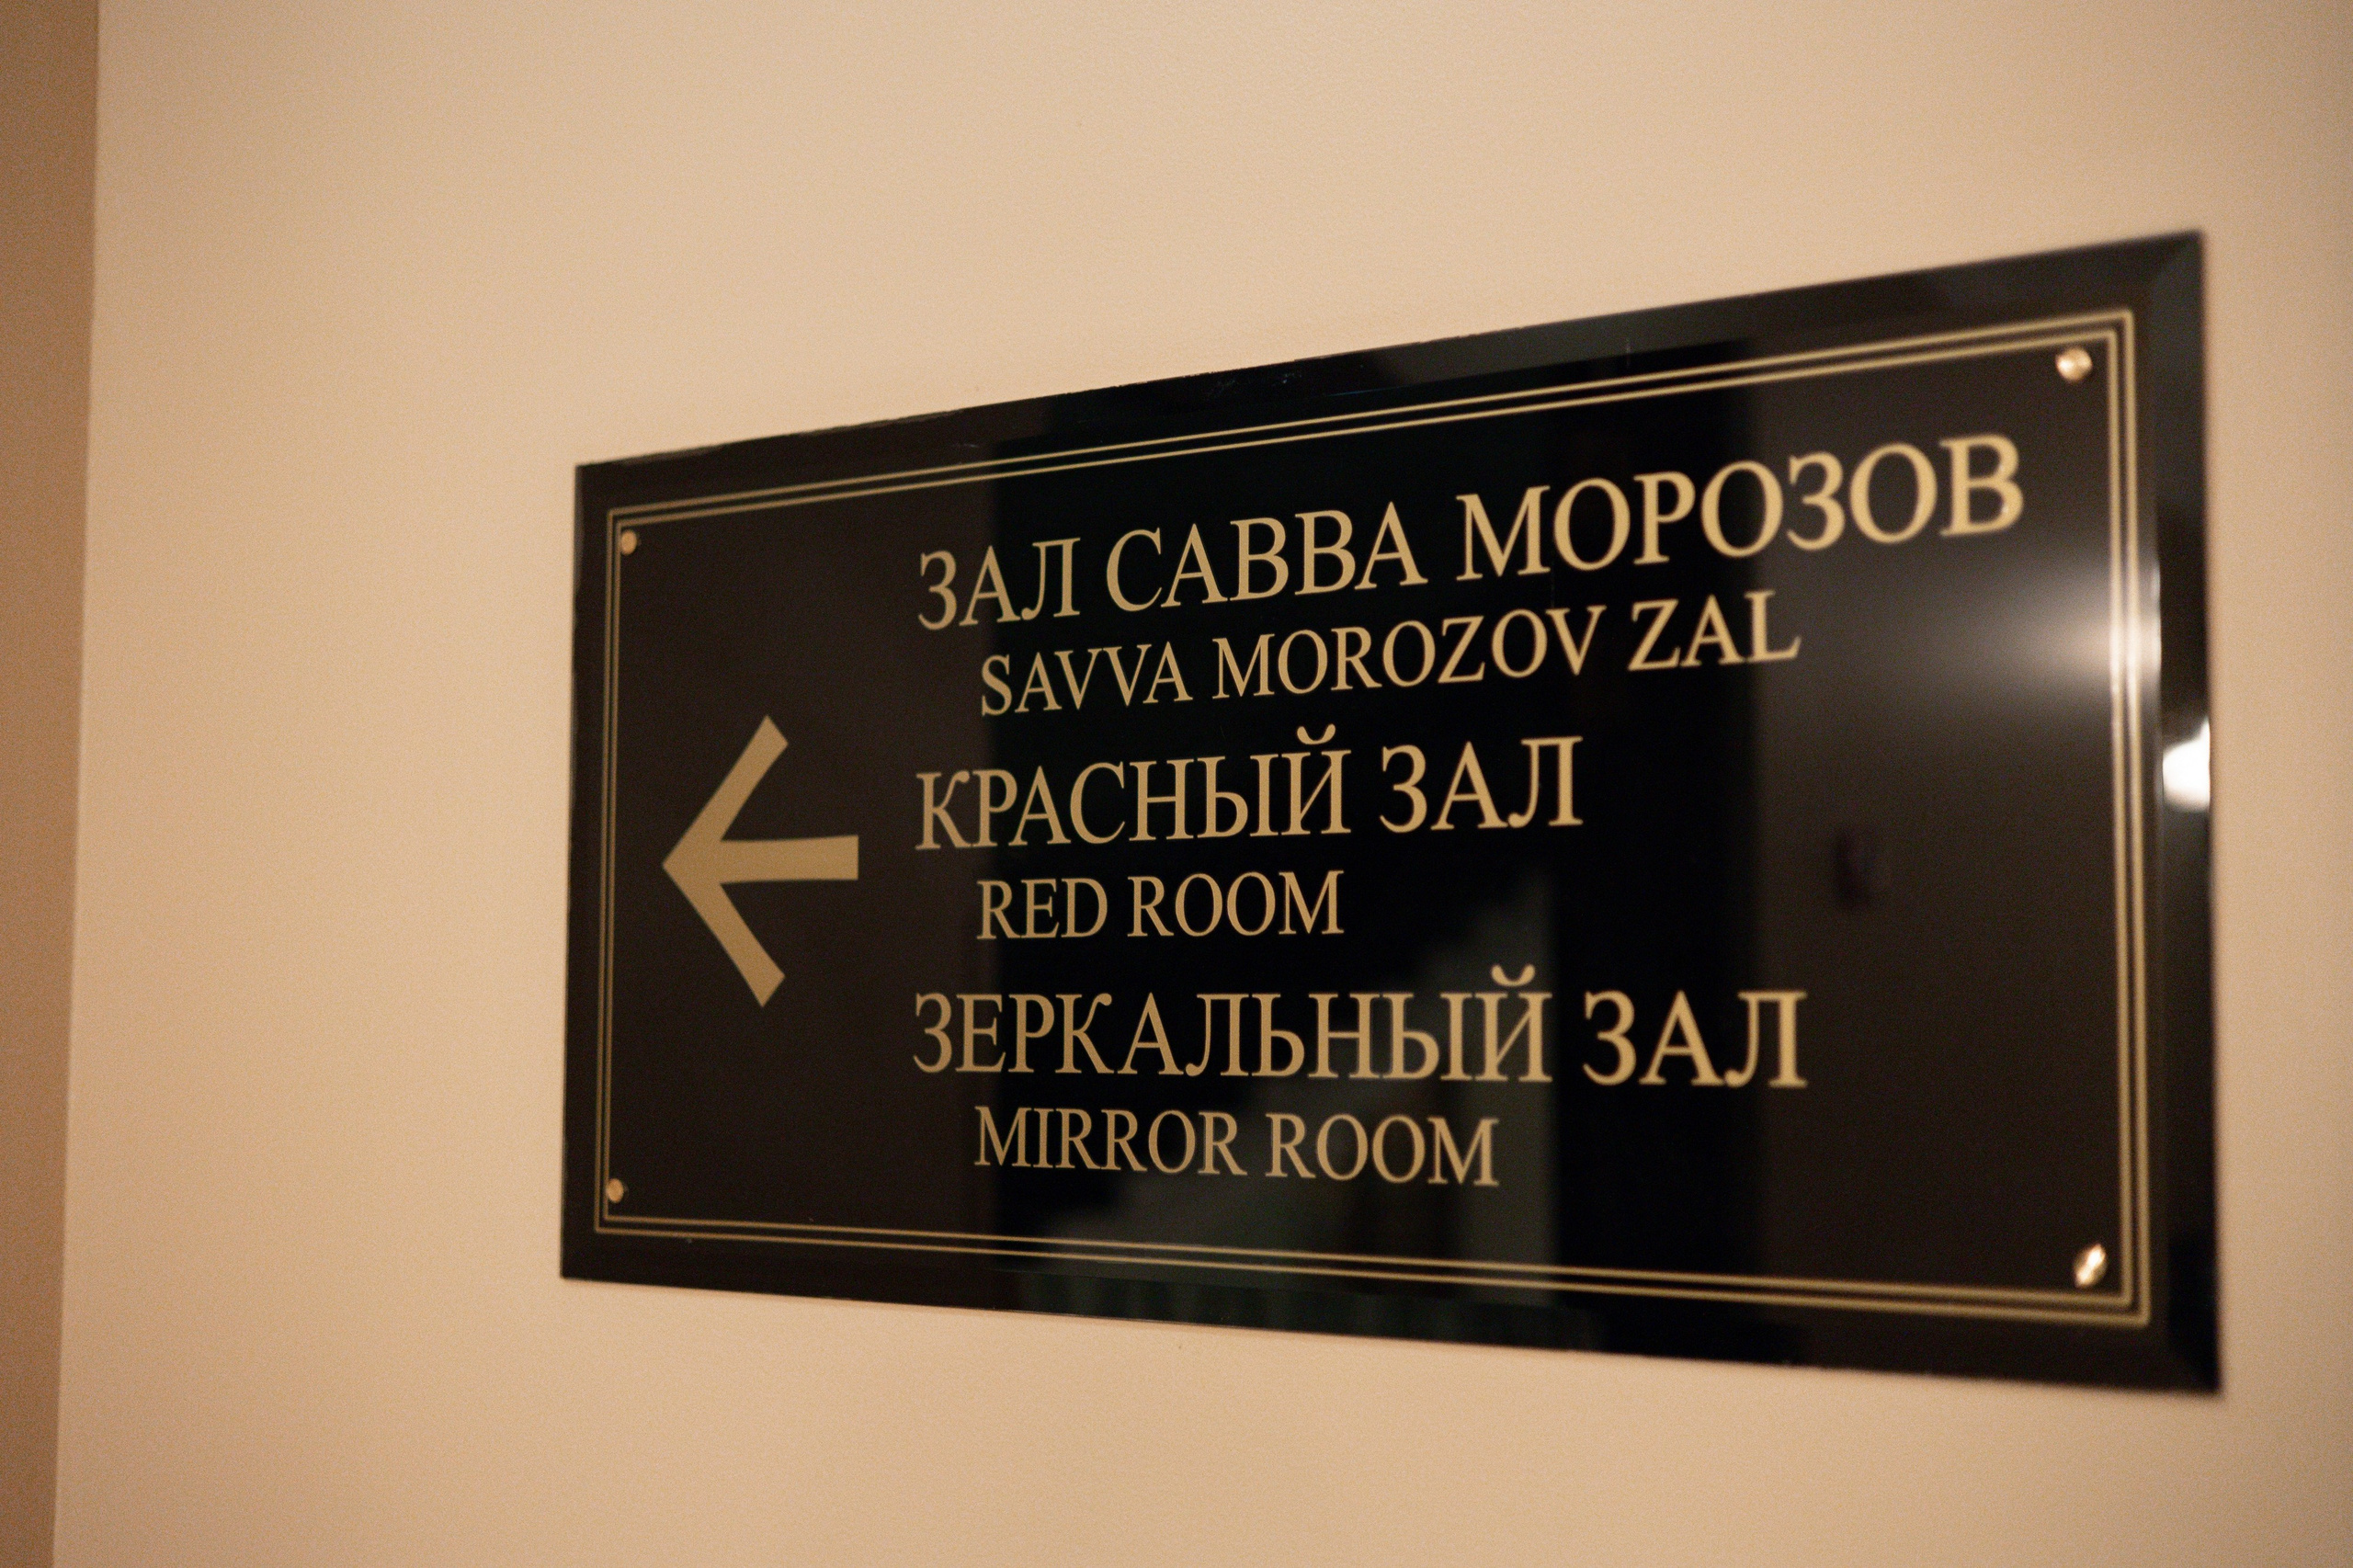 ЗАЛ САВВА МОРОЗОВ
SAVVA MOROZOV ZAL
КРАСНЫЙ ЗАЛ
RED ROOM
ЗЕРКАЛЬНЫЙ ЗАЛ
MIRROR ROOM